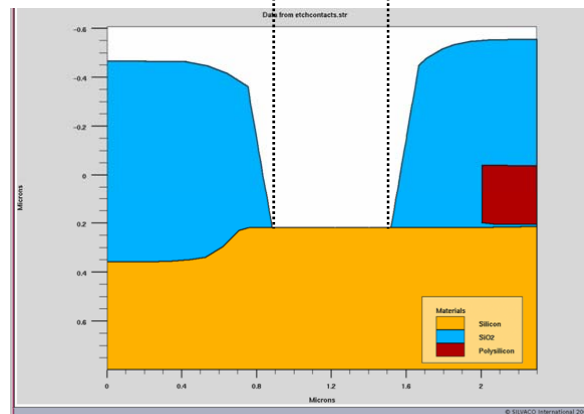 Data from etchcontacts.str
-0.6
-0.4
-0.2
0
0.2
0.4
0.6
Microns
0
0.4
0.8
1.2
1.6
2
Microns
Materials
Silicon
SiO2
Polysilicon
© SILVACO International 20